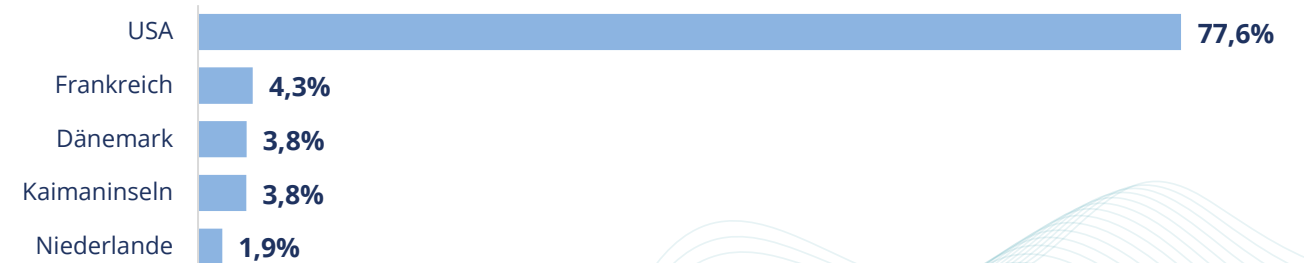 USA 77,6%
Frankreich 4,3%
Dänemark 3,8%
Kaimaninseln 3,8%
Niederlande 1,9%